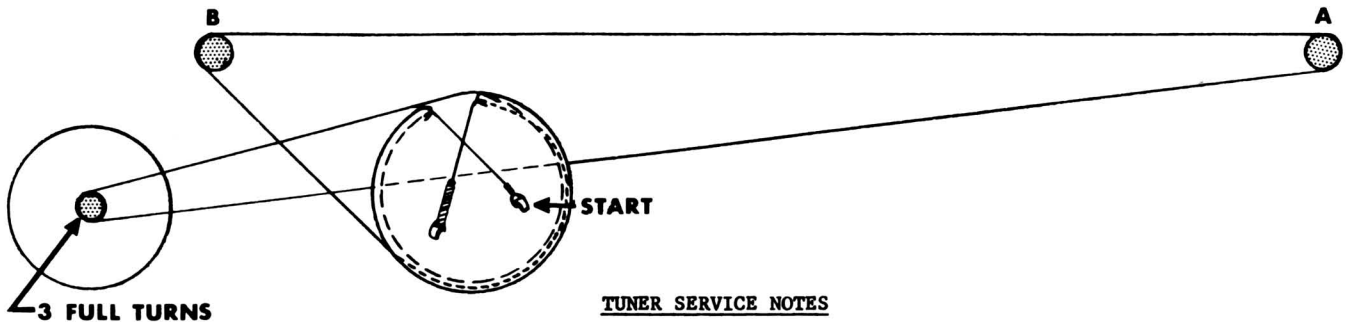 B
A
START
3 FULL TURNS
TUNER SERVICE NOTES